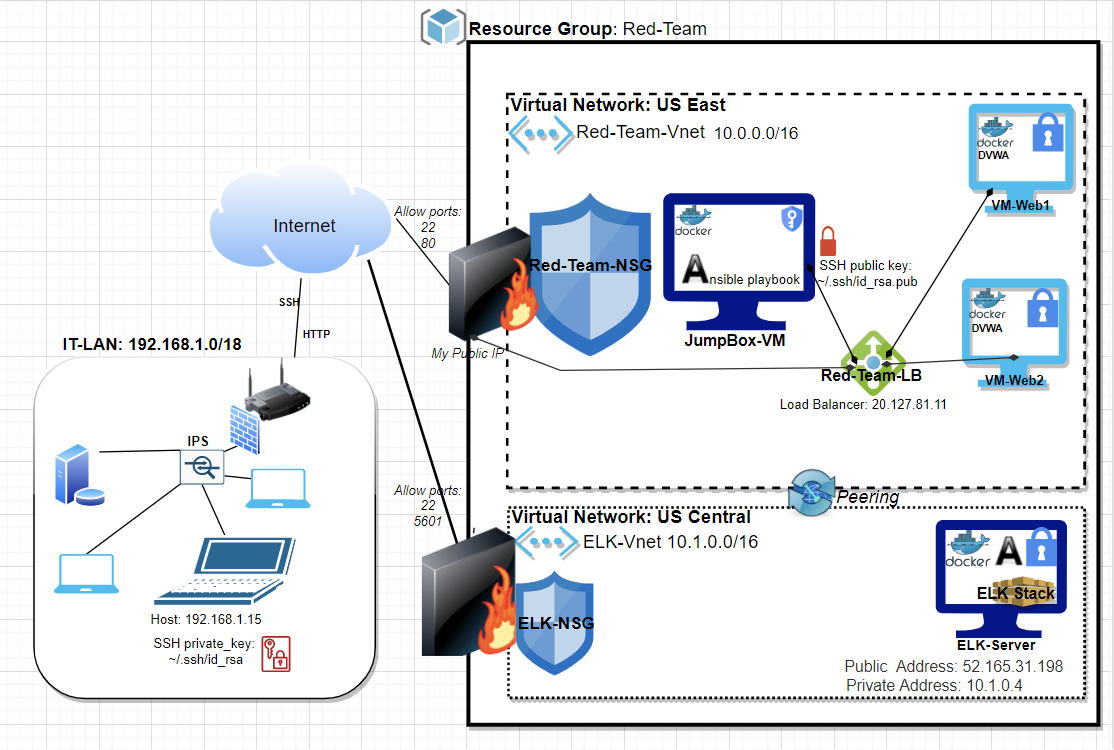 Resource Group: Red-Team
Virtual Network: US East
Red-Team-Vnet 10.0.0.0/16
docker
DVWA
VM-Web1
Internet
Allow ports:
22
80
Red-Team-NSG
docker
Ansible playbook
JumpBox-VM
SSH public key:
~/.ssh/id_rsa.pub
docker
DVWA
VM-Web2
My Public IP
Red-Team-LB
Load Balancer: 20.127.81.11
SSH
HTTP
IT-LAN: 192.168.1.0/18
IPS
Host: 192.168.1.15
SSH private_key:
~/.ssh/id_rsa
Allow ports:
22
5601
Peering
Virtual Network: US Central
ELK-Vnet 10.1.0.0/16
ELK-NSG
docker
A
ELK Stack
ELK-Server
Public Address: 52.165.31.198
Private Address: 10.1.0.4